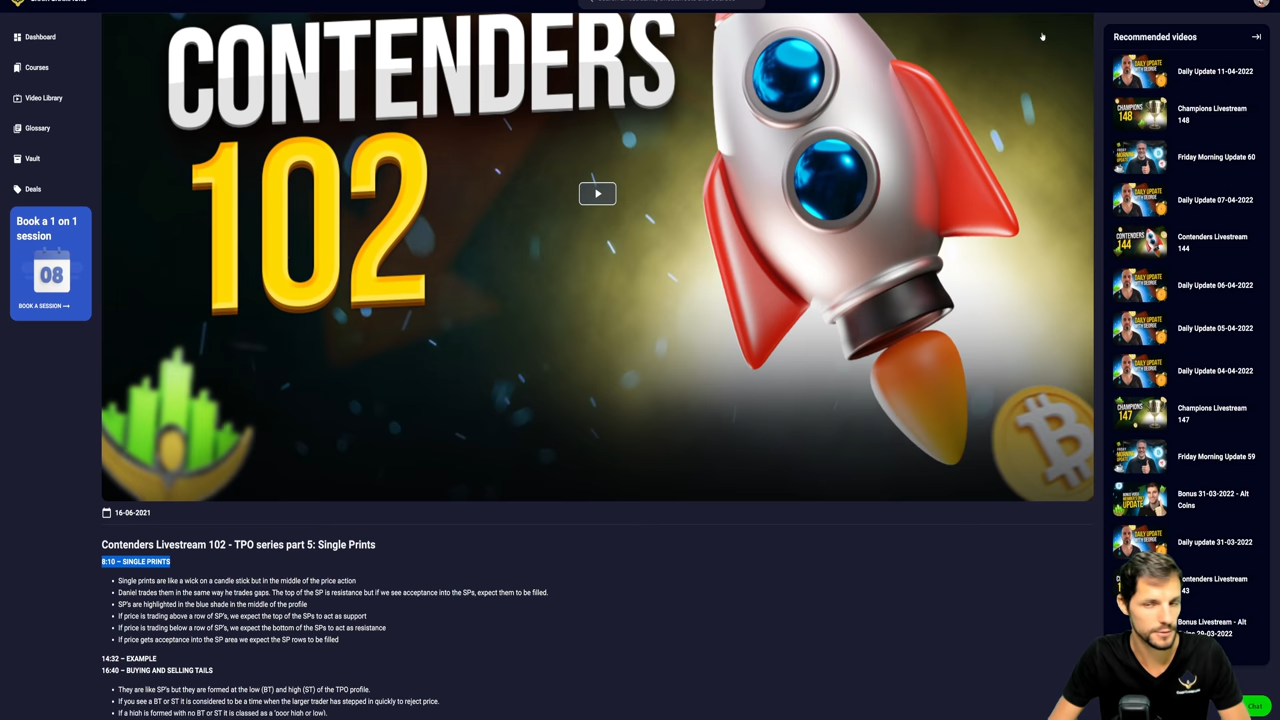 Dashboard
Courses
Video Library
Glossary
Vault
Deals
Book a 1 on 1
session
08
BOOK A SESSION →
CONTENDERS
102
16-06-2021
Contenders Livestream 102 - TPO series part 5: Single Prints
8:10 – SINGLE PRINTS
• Single prints are like a wick on a candle stick but in the middle of the price action
• Daniel trades them in the same way he trades gaps. The top of the SP is resistance but if we see acceptance into the SPs, expect them to be filled.
• SP's are highlighted in the blue shade in the middle of the profile
• If price is trading above a row of SP's, we expect the top of the SPs to act as support
• If price is trading below a row of SP's, we expect the bottom of the SPs to act as resistance
• If price gets acceptance into the SP area we expect the SP rows to be filled
14:32 – EXAMPLE
16:40 – BUYING AND SELLING TAILS
• They are like SP's but they are formed at the low (BT) and high (ST) of the TPO profile.
• If you see a BT or ST it is considered to be a time when the larger trader has stepped in quickly to reject price.
• If a high is formed with no BT or ST it is classed as a 'poor high or low).
Recommended videos
Daily Update 11-04-2022
Champions Livestream
148
Friday Morning Update 60
Daily Update 07-04-2022
Contenders Livestream
144
Daily Update 06-04-2022
Daily Update 05-04-2022
Daily Update 04-04-2022
Champions Livestream
147
Friday Morning Update 59
Bonus 31-03-2022 - Alt
Coins
Daily update 31-03-2022
ontenders Livestream
43
Bonus Livestream - Alt
29-03-2022
Chat